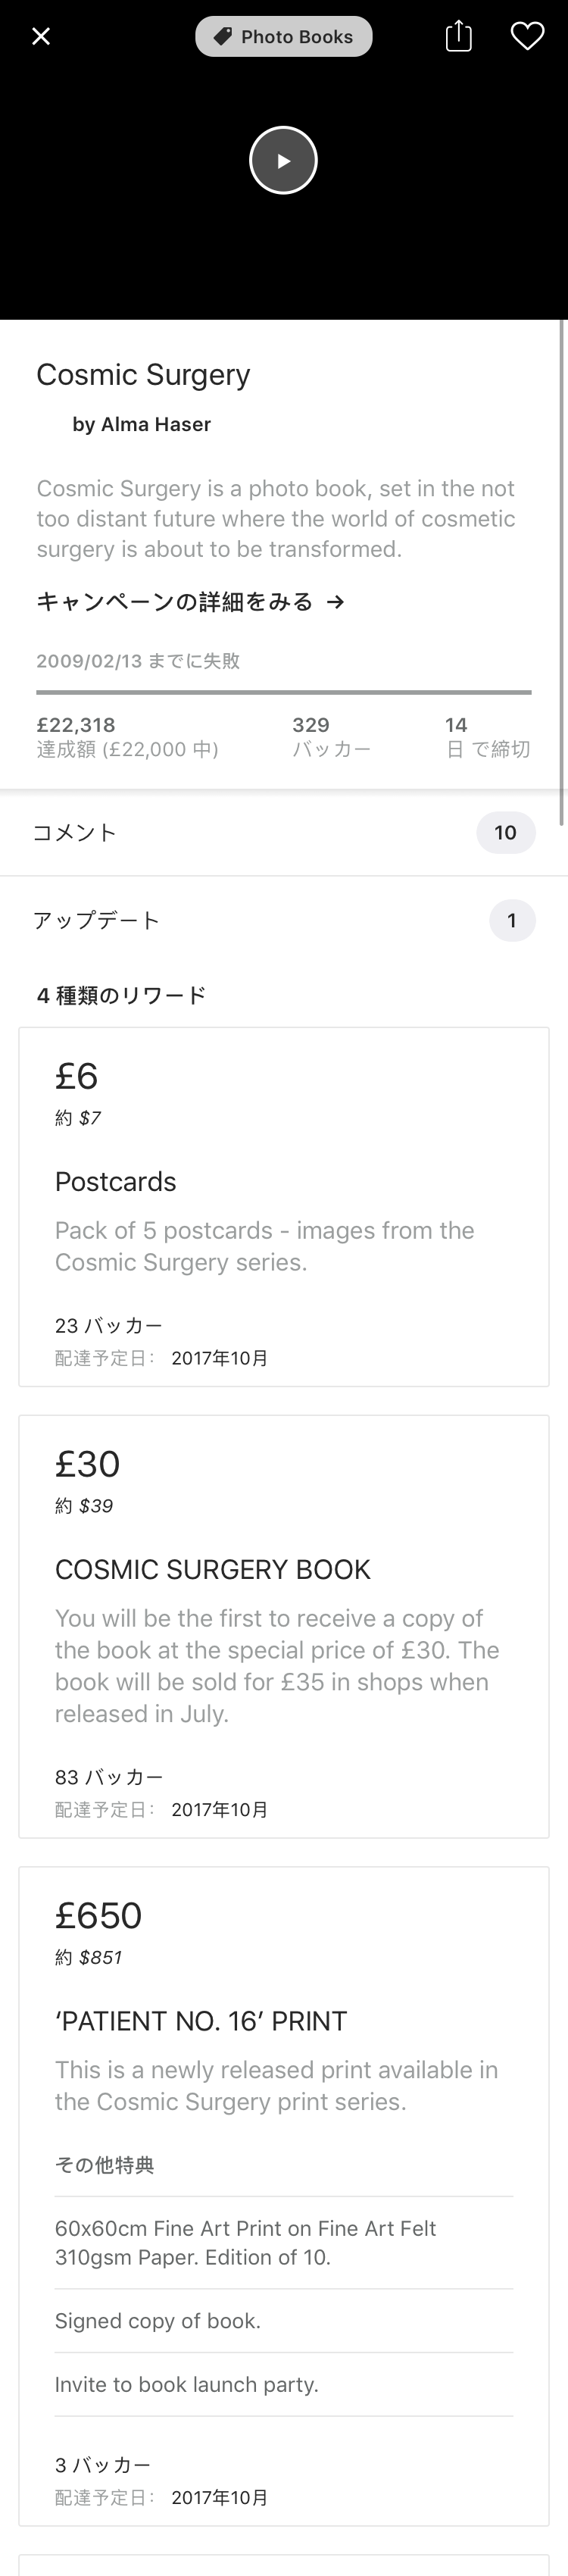 Photo Books
Cosmic Surgery
by Alma Haser
Cosmic Surgery is a photo book, set in the not
too distant future where the world of cosmetic
surgery is about to be transformed.
キャンペーンの詳細をみる →
2009/02/13 までに失敗
£22,318
達成額 (£22,000 中)
329
バッカー
14
日 で締切
コメント
10
アップデート
1
4 種類のリワード
£6
約 $7
Postcards
Pack of 5 postcards - images from the
Cosmic Surgery series.
23 バッカー
配達予定日： 2017年10月
£30
約 $39
COSMIC SURGERY BOOK
You will be the first to receive a copy of
the book at the special price of £30. The
book will be sold for £35 in shops when
released in July.
83 バッカー
配達予定日： 2017年10月
£650
約 $851
‘PATIENT NO. 16’ PRINT
This is a newly released print available in
the Cosmic Surgery print series.
その他特典
60x60cm Fine Art Print on Fine Art Felt
310gsm Paper. Edition of 10.
Signed copy of book.
Invite to book launch party.
3 バッカー
配達予定日： 2017年10月